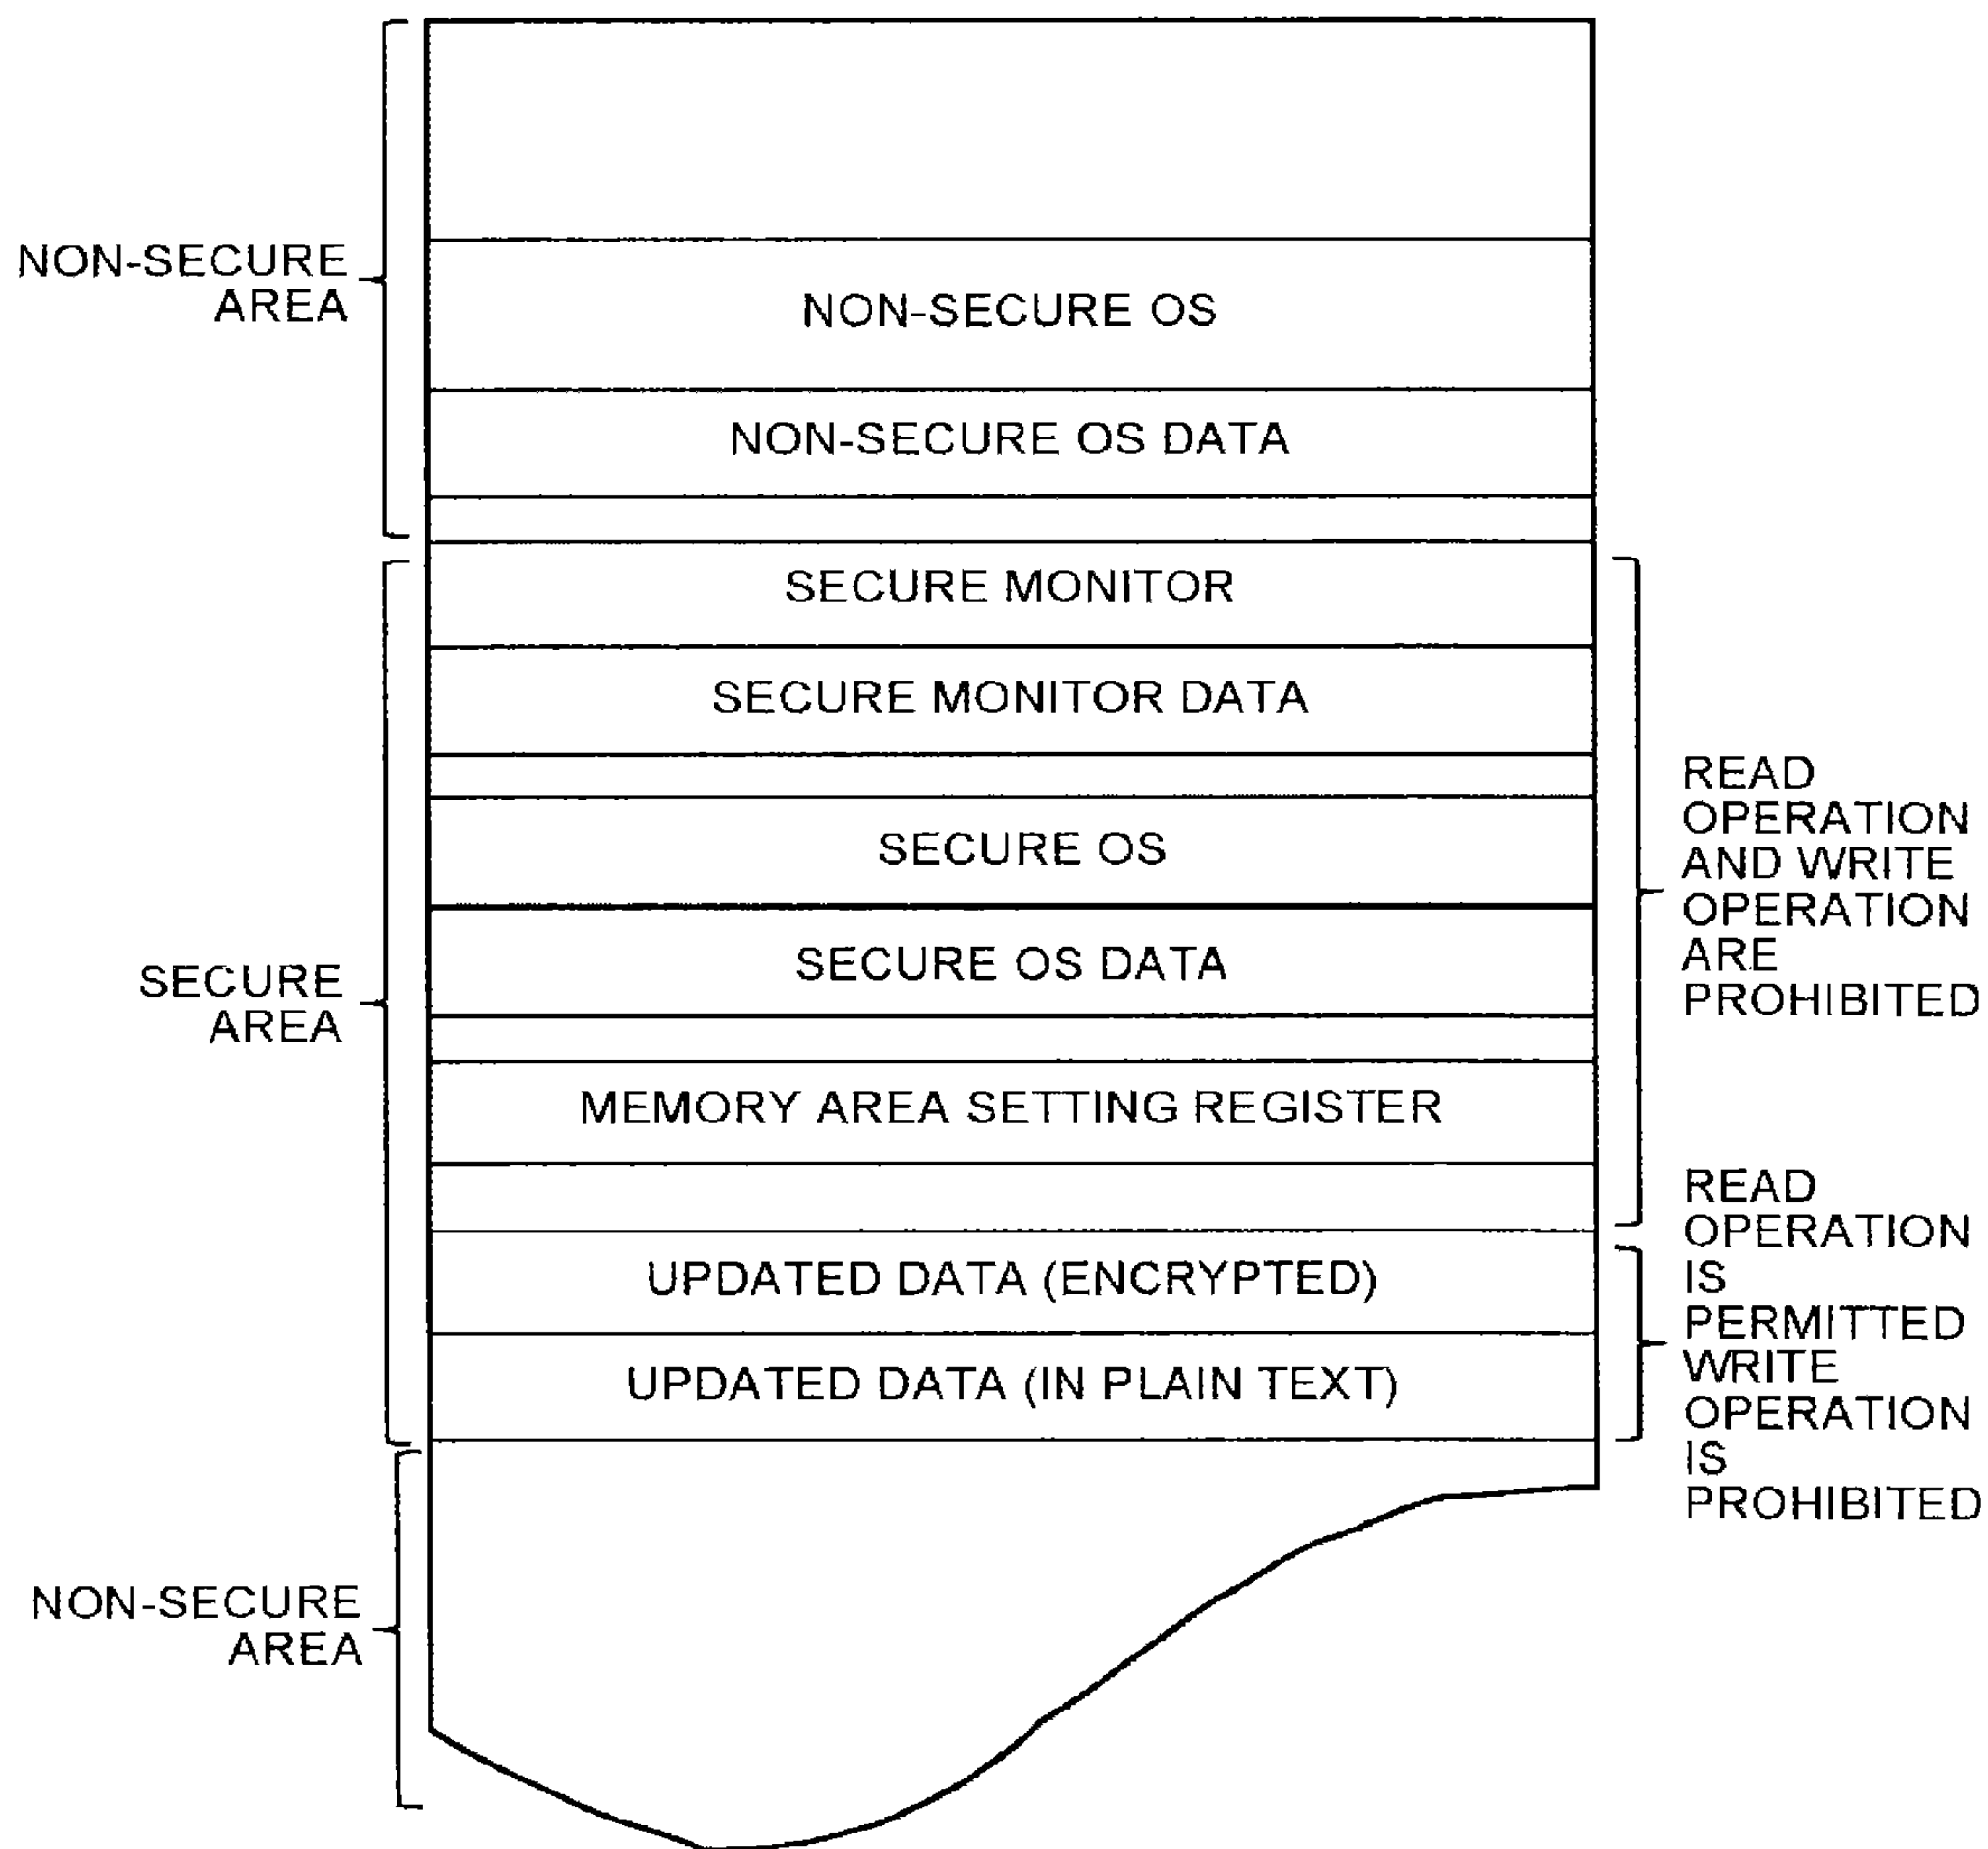 NON-SECURE
AREA
NON-SECURE OS
NON-SECURE OS DATA
SECURE
AREA
SECURE MONITOR
SECURE MONITOR DATA
SECURE OS
SECURE OS DATA
MEMORY AREA SETTING REGISTER
UPDATED DATA (ENCRYPTED)
UPDATED DATA (IN PLAIN TEXT)
READ
OPERATION
AND WRITE
OPERATION
ARE
PROHIBITED
READ
OPERATION
IS
PERMITTED
WRITE
OPERATION
IS
PROHIBITED
NON-SECURE
AREA